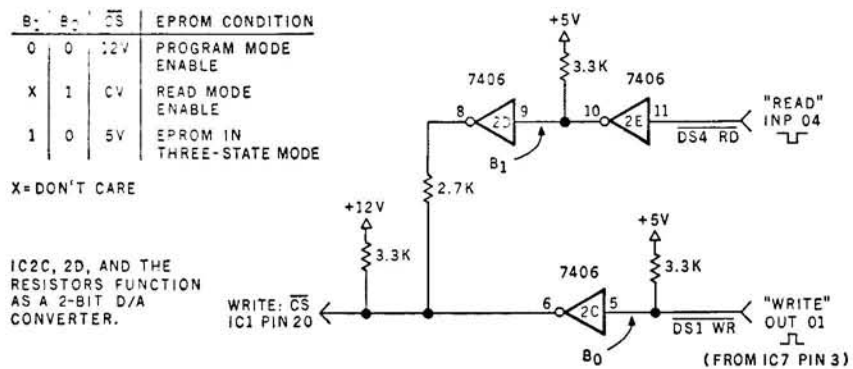 B1 B0 CS EPROM CONDITION
0 0 12V PROGRAM MODE
ENABLE
X 1 0V READ MODE
ENABLE
1 0 5V EPROM IN
THREE-STATE MODE
X=DON'T CARE
IC2C, 2D, AND THE
RESISTORS FUNCTION
AS A 2-BIT D/A
CONVERTER.
+5V
3.3K
7406
7406
8
2D
9
10
2E
11
DS4 RD
"READ"
INP 04
B1
2.7K
+12V
3.3K
WRITE: CS
IC1 PIN 20
7406
6
2C
5
B0
+5V
3.3K
DS1 WR
"WRITE"
OUT 01
(FROM IC7 PIN 3)